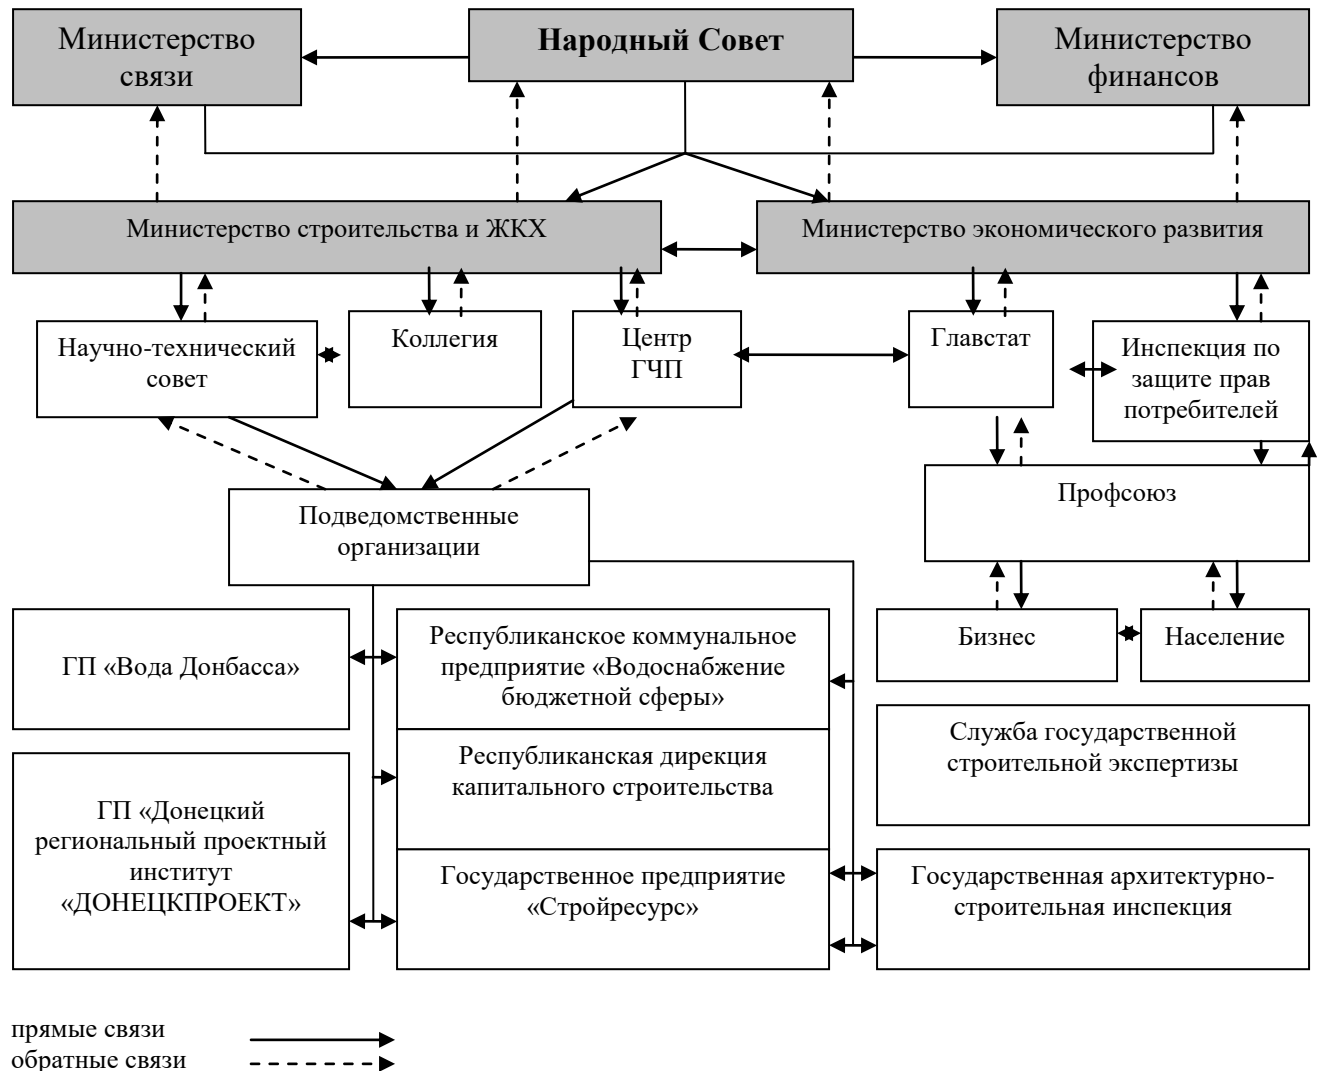 Министерство
связи
Народный Совет
Министерство
финансов
Министерство строительства и ЖКХ
Министерство экономического развития
Научно-технический
совет
Коллегия
Центр
ГЧП
Главстат
Инспекция по
защите прав
потребителей
Подведомственные
организации
Профсоюз
ГП «Вода Донбасса»
Республиканское коммунальное
предприятие «Водоснабжение
бюджетной сферы»
Бизнес
Население
Республиканская дирекция
капитального строительства
Служба государственной
строительной экспертизы
ГП «Донецкий
региональный проектный
институт
«ДОНЕЦКПРОЕКТ»
Государственное предприятие
«Стройресурс»
Государственная архитектурно-
строительная инспекция
прямые связи
обратные связи